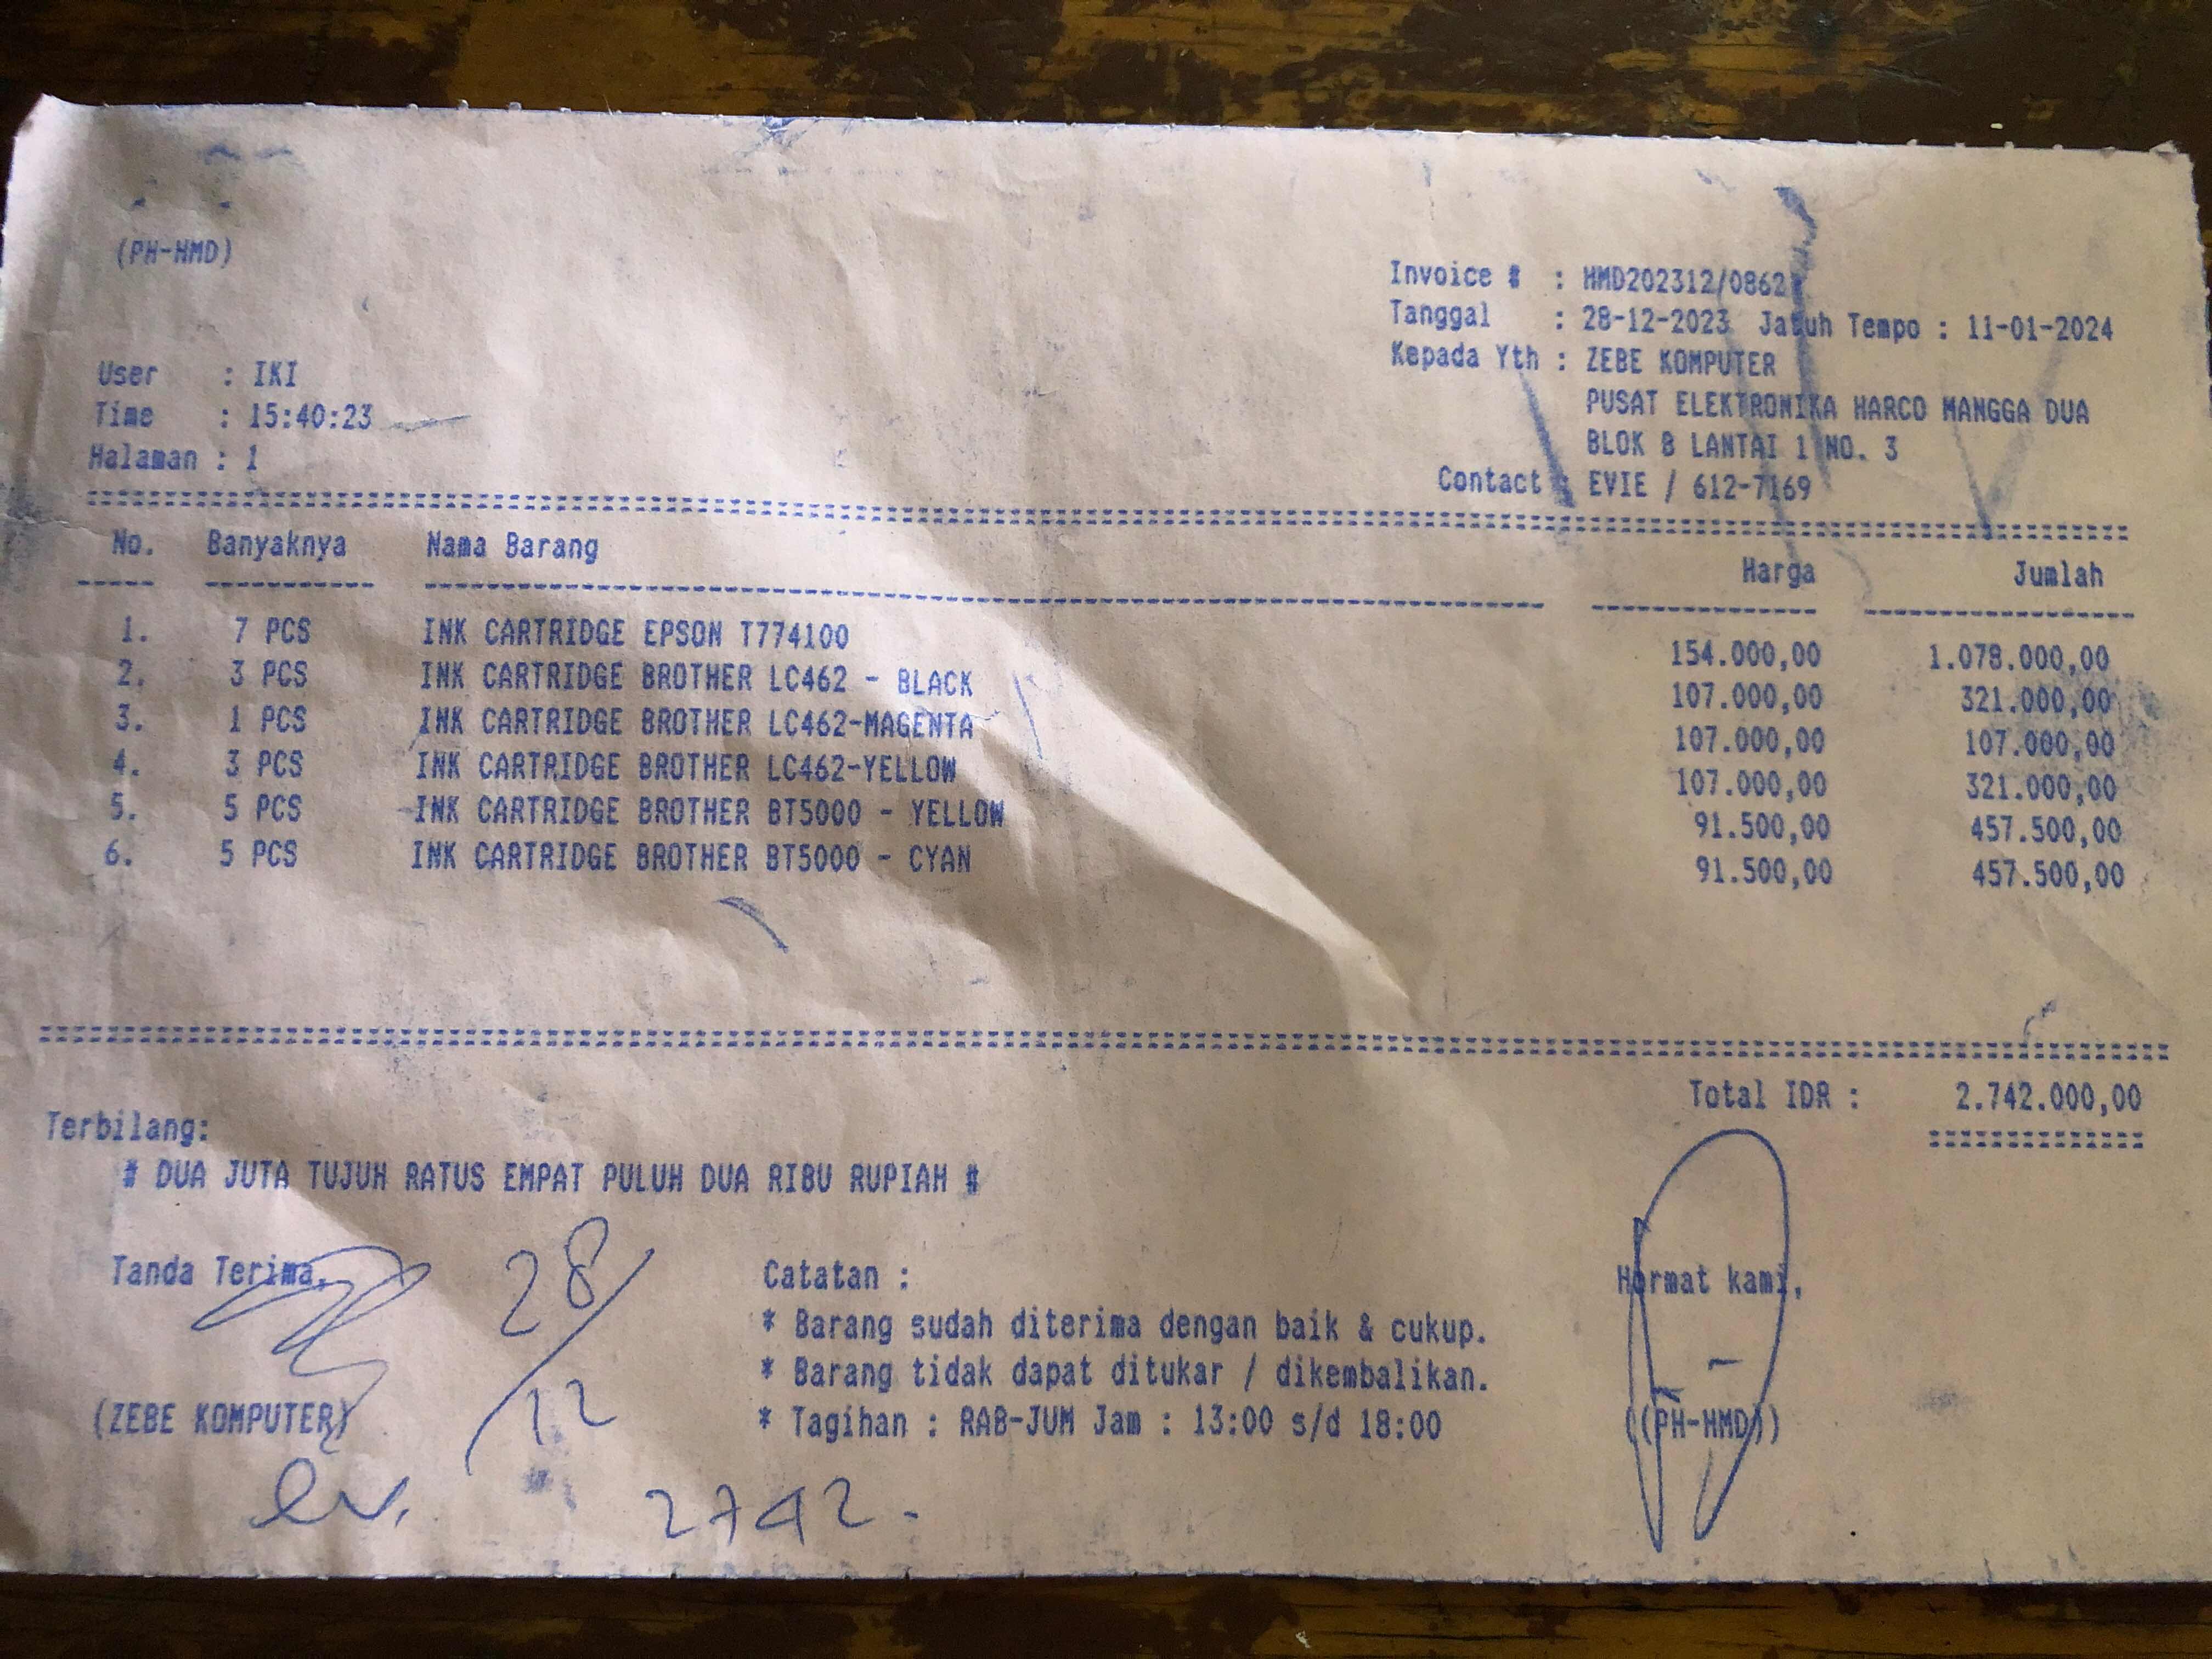 (PH-HMD)
Invoice # : HMD202312/0862
Tanggal : 28-12-2023 Jatuh Tempo : 11-01-2024
Kepada Yth : ZEBE KOMPUTER
PUSAT ELEKTRONIKA HARCO MANGGA DUA
BLOK B LANTAI 1 NO. 3
Contact : EVIE / 612-7169
User : IKI
Time : 15:40:23
Halaman : 1
No. Banyaknya Nama Barang Harga Jumlah
1. 7 PCS INK CARTRIDGE EPSON T774100 154.000,00 1.078.000,00
2. 3 PCS INK CARTRIDGE BROTHER LC462 - BLACK 107.000,00 321.000,00
3. 1 PCS INK CARTRIDGE BROTHER LC462-MAGENTA 107.000,00 107.000,00
4. 3 PCS INK CARTRIDGE BROTHER LC462-YELLOW 107.000,00 321.000,00
5. 5 PCS INK CARTRIDGE BROTHER BT5000 - YELLOW 91.500,00 457.500,00
6. 5 PCS INK CARTRIDGE BROTHER BT5000 - CYAN 91.500,00 457.500,00
Total IDR : 2.742.000,00
Terbilang:
# DUA JUTA TUJUH RATUS EMPAT PULUH DUA RIBU RUPIAH #
Tanda Terima,
28/12
(ZEBE KOMPUTER)
Catatan :
* Barang sudah diterima dengan baik & cukup.
* Barang tidak dapat ditukar / dikembalikan.
* Tagihan : RAB-JUM Jam : 13:00 s/d 18:00
Hormat kami,
((PH-HMD))
2742.